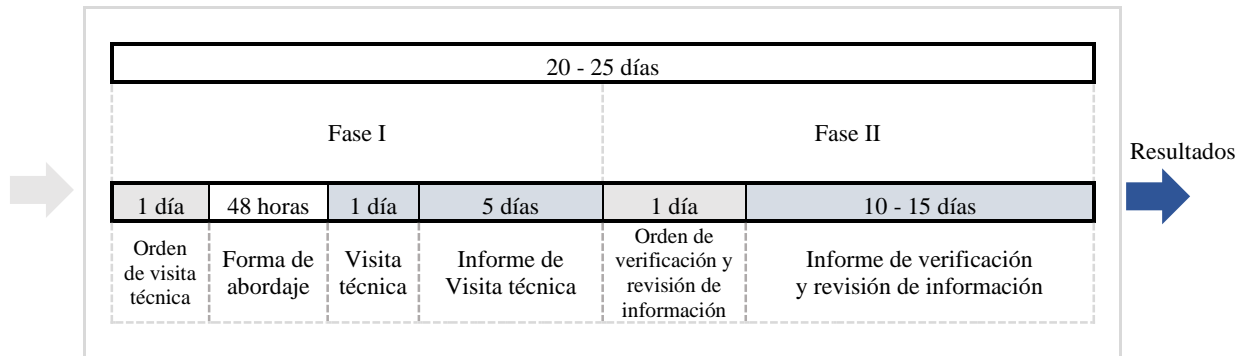 20 - 25 días
Fase I
Fase II
Resultados
1 día
48 horas
1 día
5 días
1 día
10 - 15 días
Orden
de visita
técnica
Forma de
abordaje
Visita
técnica
Informe de
Visita técnica
Orden de
verificación y
revisión de
información
Informe de verificación
y revisión de información